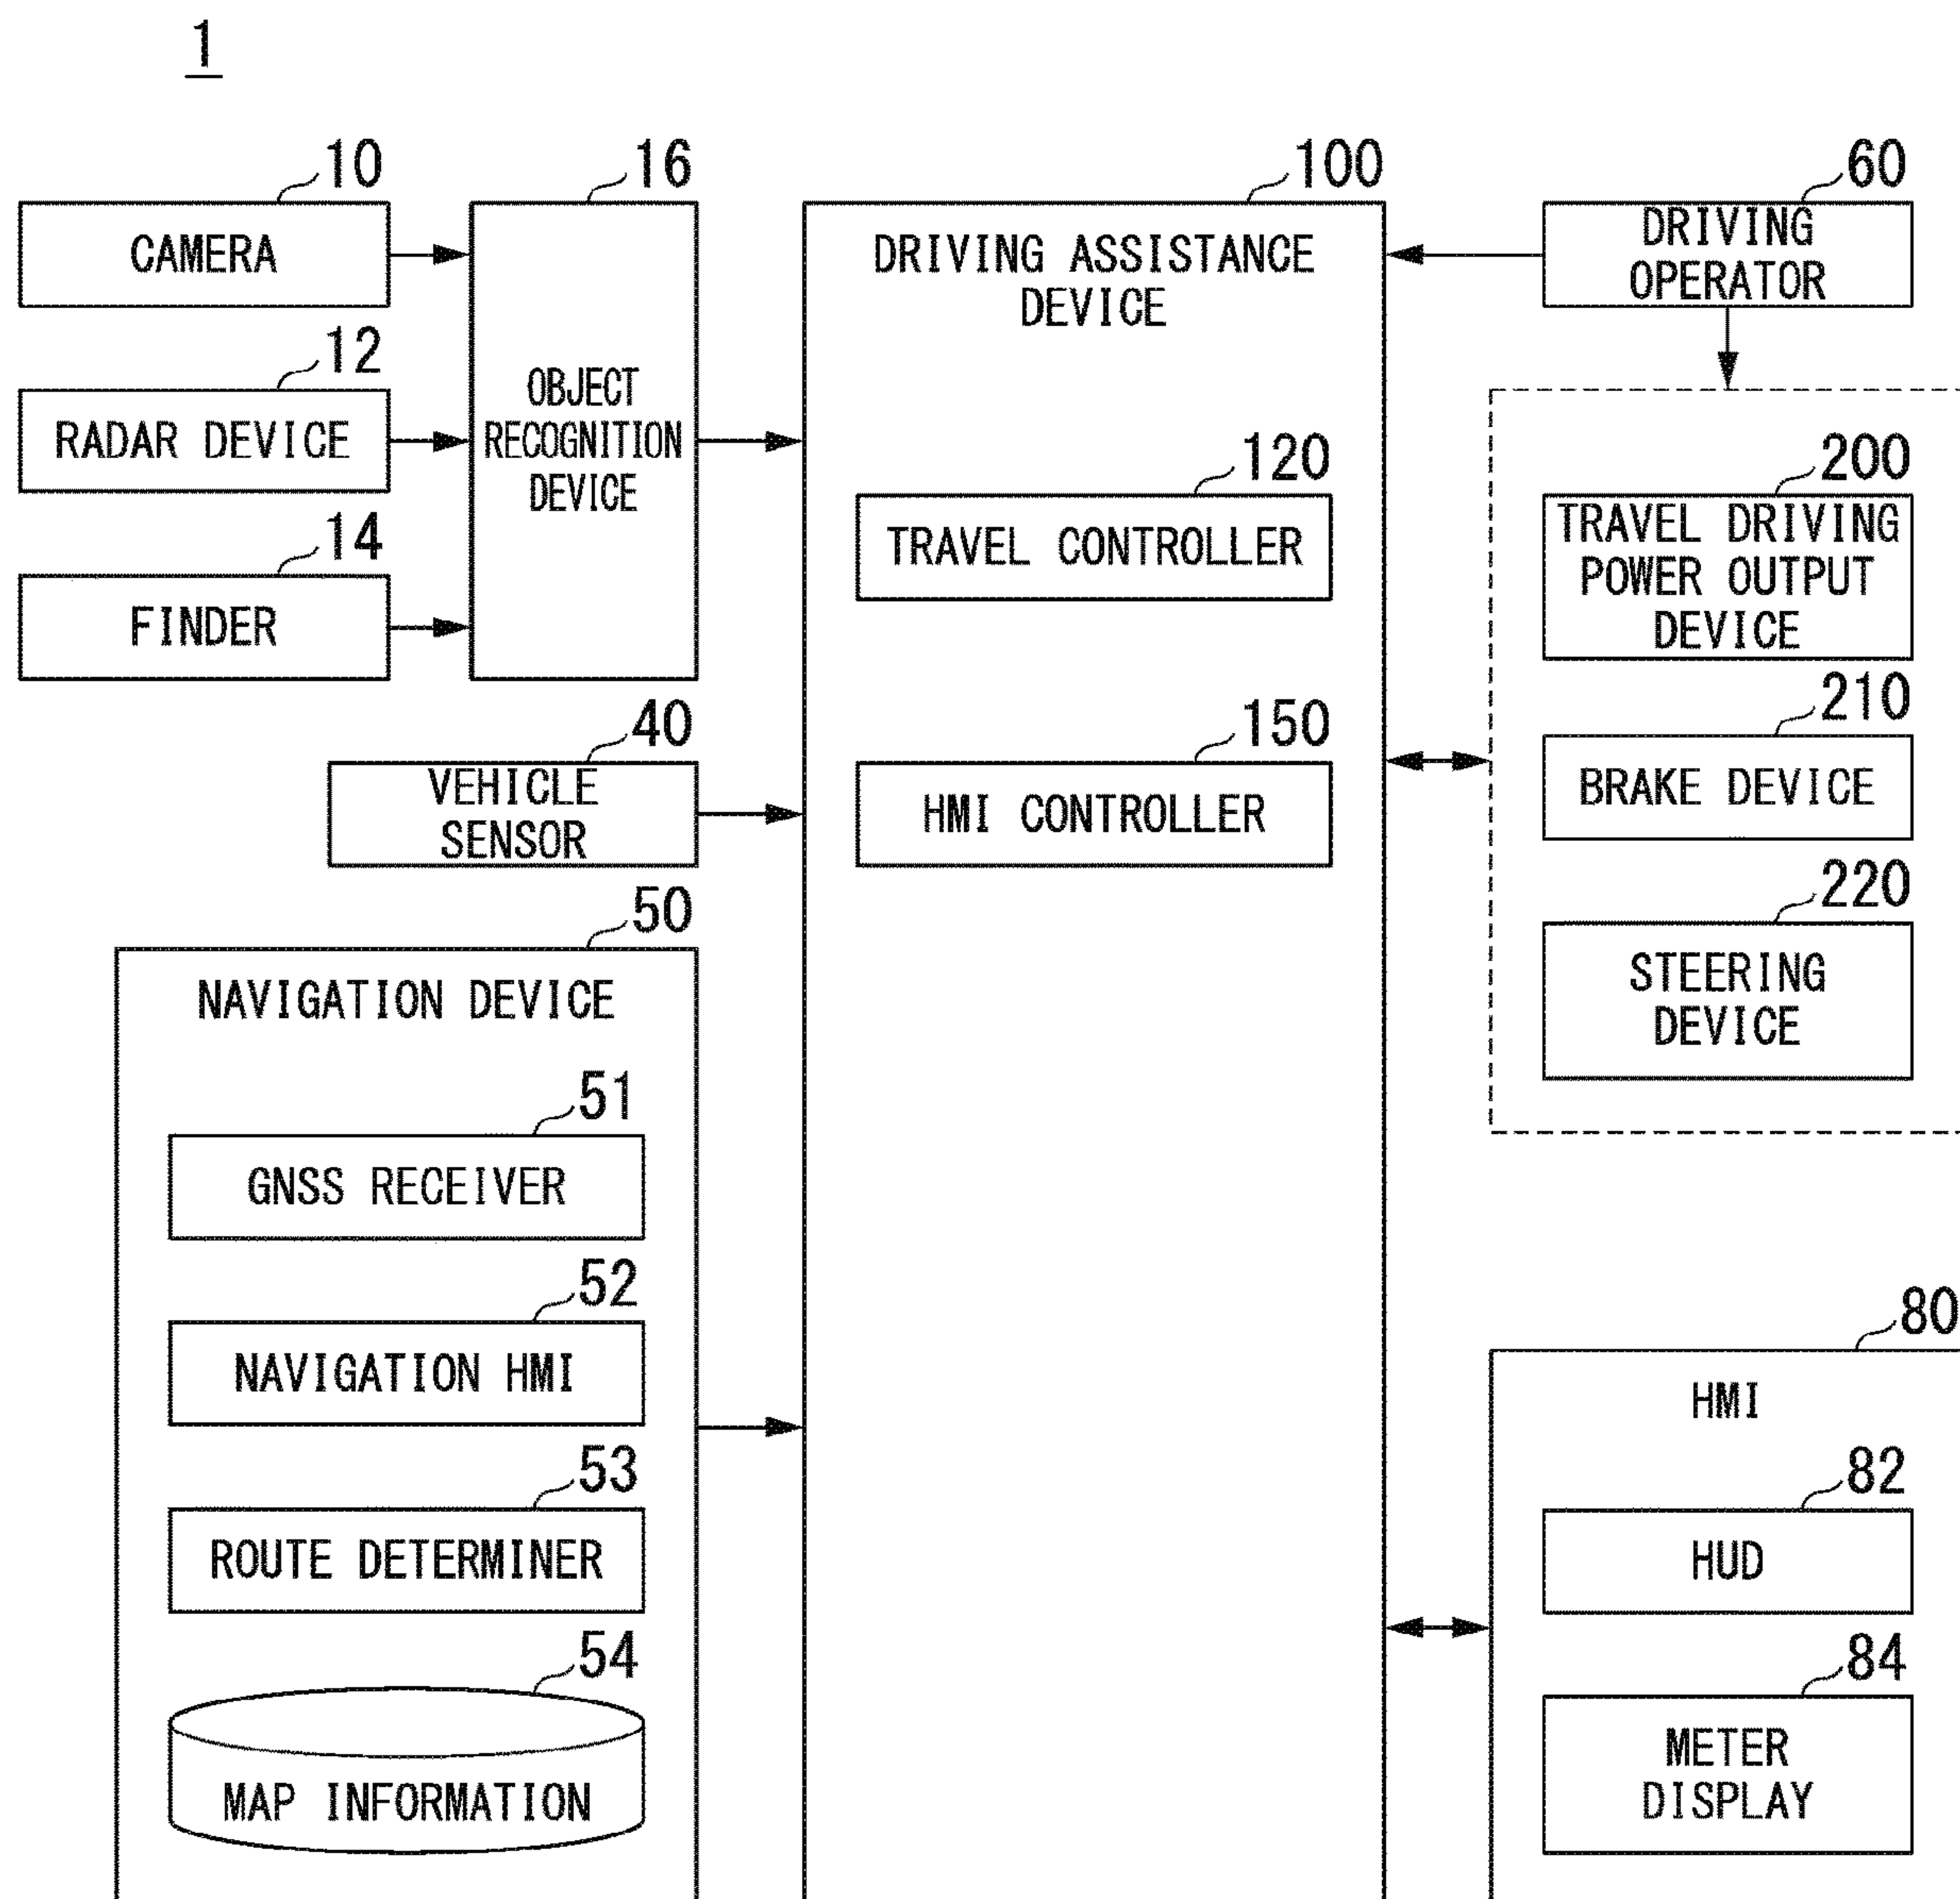 1
10
CAMERA
12
RADAR DEVICE
14
FINDER
16
OBJECT
RECOGNITION
DEVICE
40
VEHICLE
SENSOR
50
NAVIGATION DEVICE
51
GNSS RECEIVER
52
NAVIGATION HMI
53
ROUTE DETERMINER
54
MAP INFORMATION
100
DRIVING ASSISTANCE
DEVICE
120
TRAVEL CONTROLLER
150
HMI CONTROLLER
60
DRIVING
OPERATOR
200
TRAVEL DRIVING
POWER OUTPUT
DEVICE
210
BRAKE DEVICE
220
STEERING
DEVICE
80
HMI
82
HUD
84
METER
DISPLAY